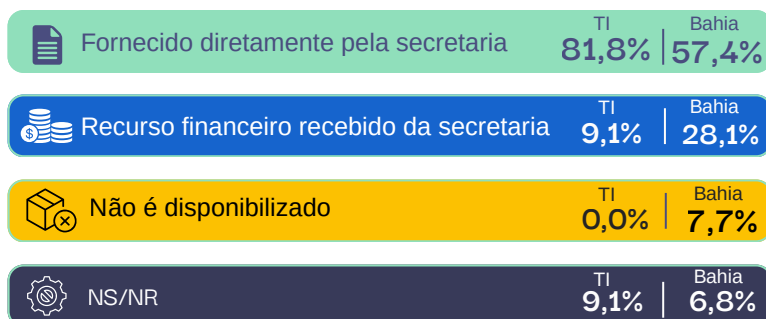 TI Bahia
Fornecido diretamente pela secretaria 81,8% 57,4%
TI Bahia
Recurso financeiro recebido da secretaria 9,1% 28,1%
$
TI Bahia
Não é disponibilizado 0,0% 7,7%
TI Bahia
NS/NR 9,1% 6,8%